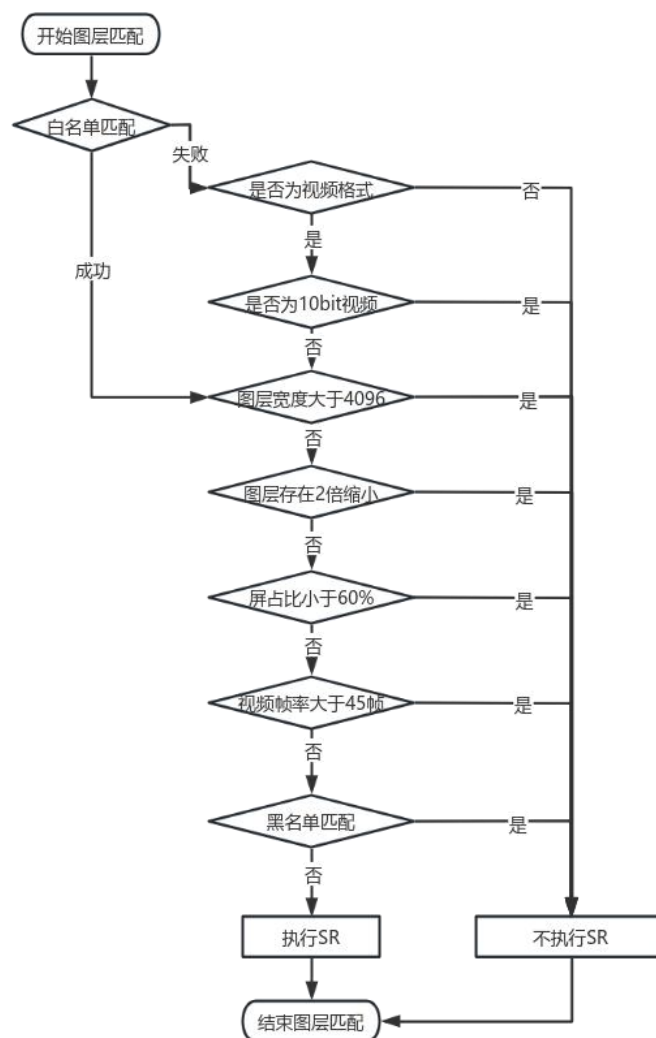 开始图层匹配
白名单匹配
失败
是否为视频格式
否
是
成功
是否为10bit视频
是
否
图层宽度大于4096
是
否
图层存在2倍缩小
是
否
屏占比小于60%
是
否
视频帧率大于45帧
是
否
黑名单匹配
是
否
执行SR
不执行SR
结束图层匹配